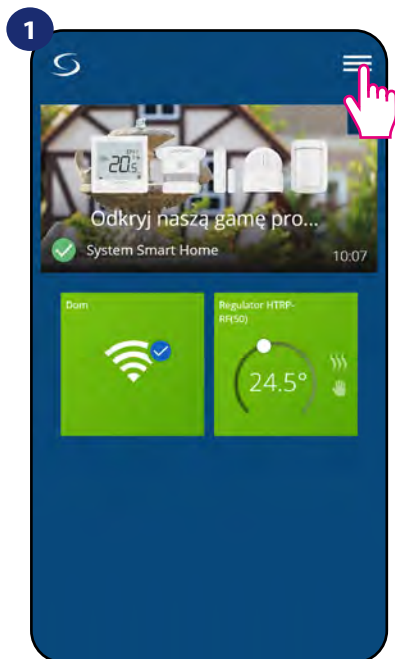 1
Odkryj naszą gamę pro...
System Smart Home
10:07
Dom
Regulator HTRP-
RF(50)
24.5°